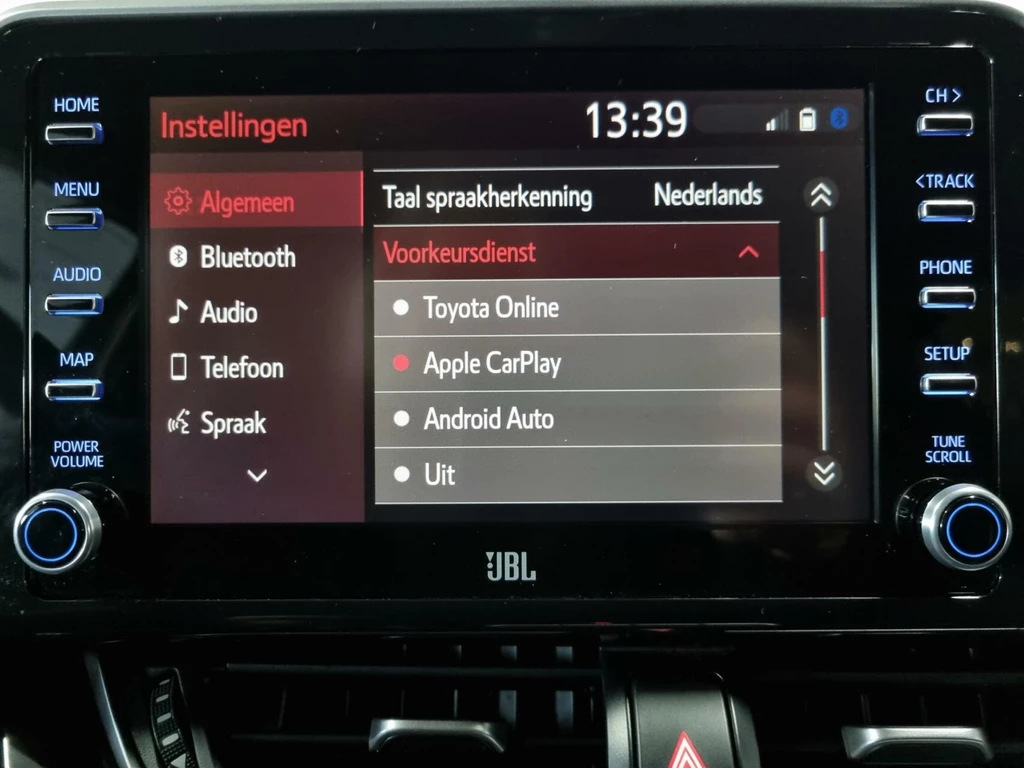 HOME
MENU
AUDIO
MAP
POWER
VOLUME
Instellingen
13:39
Algemeen
Bluetooth
Audio
Telefoon
Spraak
Taal spraakherkenning Nederlands
Voorkeursdienst
Toyota Online
Apple CarPlay
Android Auto
Uit
CH >
<TRACK
PHONE
SETUP
TUNE
SCROLL
JBL